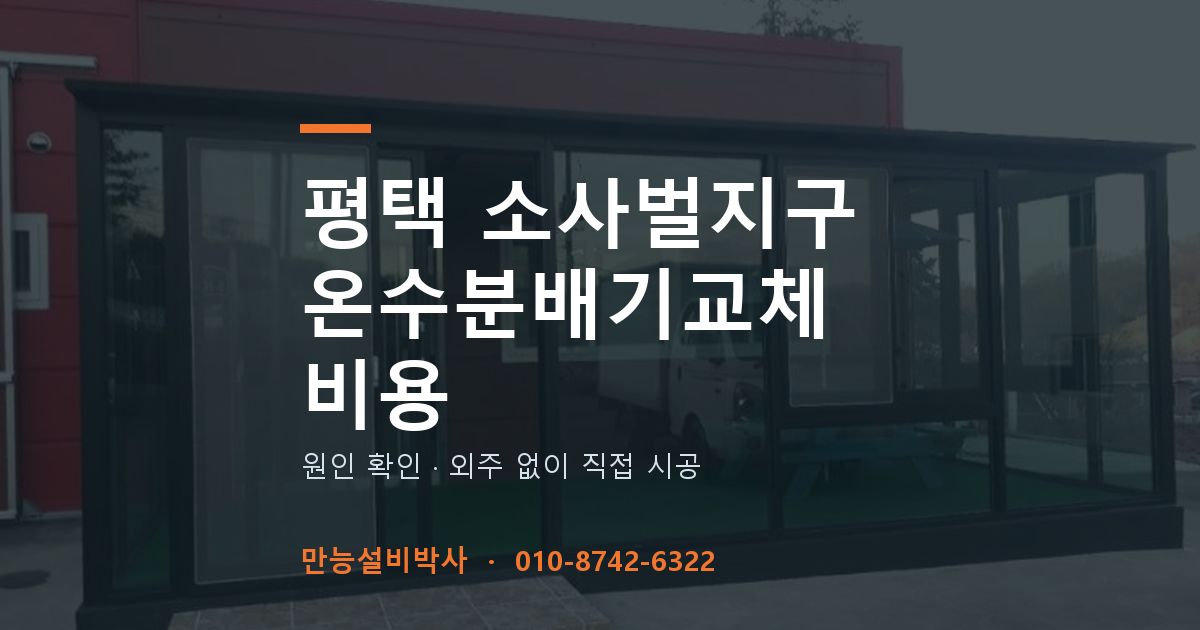 평택 소사벌지구
온수분배기교체
비용
원인 확인 · 외주 없이 직접 시공
만능설비박사 · 010-8742-6322